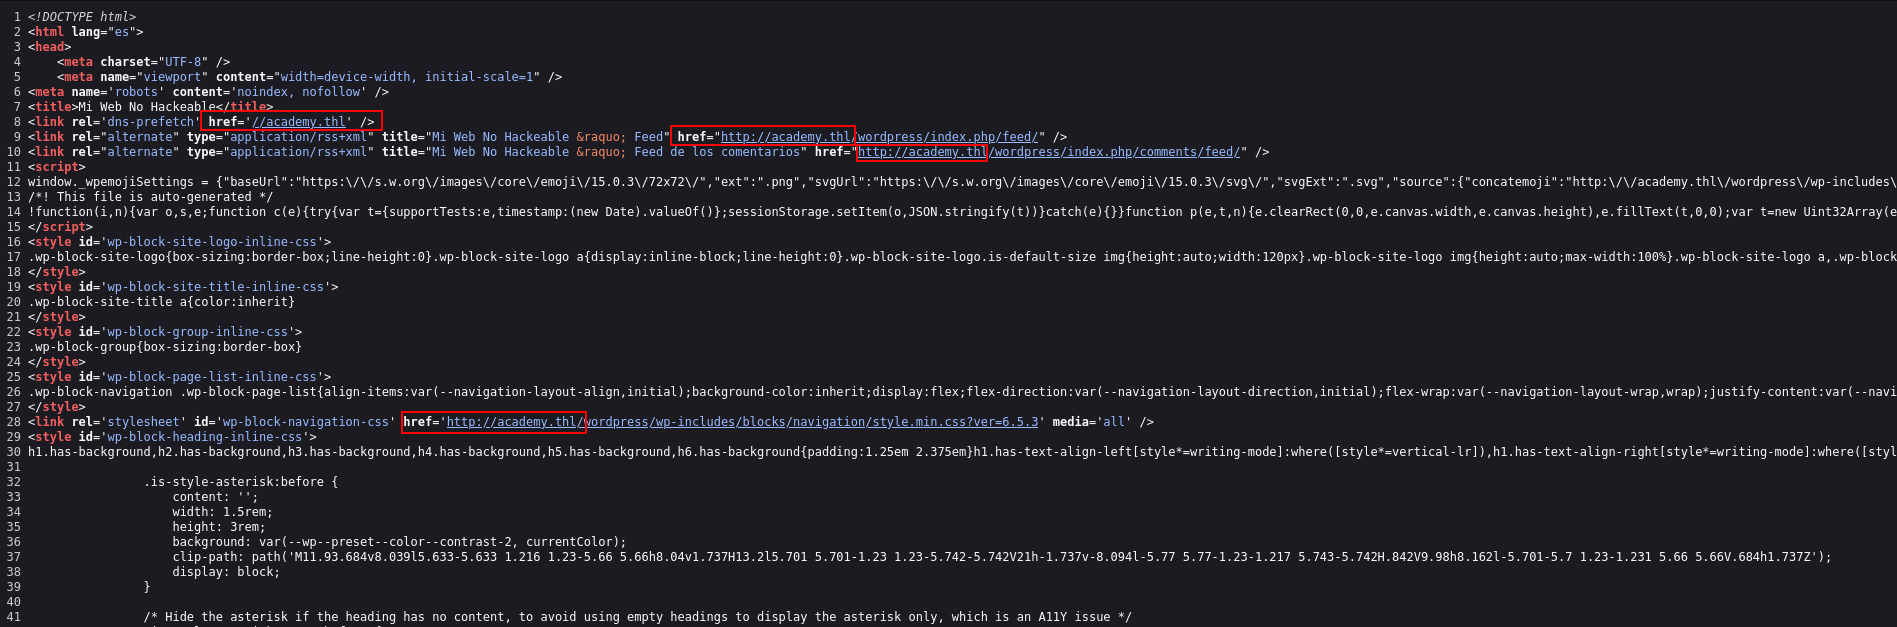 1 <!DOCTYPE html>
2 <html lang="es">
3 <head>
4 <meta charset="UTF-8" />
5 <meta name="viewport" content="width=device-width, initial-scale=1" />
6 <meta name='robots' content='noindex, nofollow' />
7 <title>Mi Web No Hackeable</title>
8 <link rel='dns-prefetch' href='//academy.thl' />
9 <link rel="alternate" type="application/rss+xml" title="Mi Web No Hackeable &raquo; Feed" href="http://academy.thl/wordpress/index.php/feed/" />
10 <link rel="alternate" type="application/rss+xml" title="Mi Web No Hackeable &raquo; Feed de los comentarios" href="http://academy.thl/wordpress/index.php/comments/feed/" />
11 <script>
12 window._wpemojiSettings = {"baseUrl":"https:\/\/s.w.org\/images\/core\/emoji\/15.0.3\/72x72\/","ext":".png","svgUrl":"https:\/\/s.w.org\/images\/core\/emoji\/15.0.3\/svg\/","svgExt":".svg","source":{"concatemoji":"http:\/\/academy.thl\/wordpress\/wp-includes\
13 /*! This file is auto-generated */
14 !function(i,n){var o,s,e;function c(e){try{var t={supportTests:e,timestamp:(new Date).valueOf()};sessionStorage.setItem(o,JSON.stringify(t))}catch(e){}}function p(e,t,n){e.clearRect(0,0,e.canvas.width,e.canvas.height),e.fillText(t,0,0);var t=new Uint32Array(e
15 </script>
16 <style id='wp-block-site-logo-inline-css'>
17 .wp-block-site-logo{box-sizing:border-box;line-height:0}.wp-block-site-logo a{display:inline-block;line-height:0}.wp-block-site-logo.is-default-size img{height:auto;width:120px}.wp-block-site-logo img{height:auto;max-width:100%}.wp-block-site-logo a,.wp-block
18 </style>
19 <style id='wp-block-site-title-inline-css'>
20 .wp-block-site-title a{color:inherit}
21 </style>
22 <style id='wp-block-group-inline-css'>
23 .wp-block-group{box-sizing:border-box}
24 </style>
25 <style id='wp-block-page-list-inline-css'>
26 .wp-block-navigation .wp-block-page-list{align-items:var(--navigation-layout-align,initial);background-color:inherit;display:flex;flex-direction:var(--navigation-layout-direction,initial);flex-wrap:var(--navigation-layout-wrap,wrap);justify-content:var(--navi
27 </style>
28 <link rel='stylesheet' id='wp-block-navigation-css' href='http://academy.thl/wordpress/wp-includes/blocks/navigation/style.min.css?ver=6.5.3' media='all' />
29 <style id='wp-block-heading-inline-css'>
30 h1.has-background,h2.has-background,h3.has-background,h4.has-background,h5.has-background,h6.has-background{padding:1.25em 2.375em}h1.has-text-align-left[style*=writing-mode]:where([style*=vertical-lr]),h1.has-text-align-right[style*=writing-mode]:where([styl
31
32 .is-style-asterisk:before {
33 content: '';
34 width: 1.5rem;
35 height: 3rem;
36 background: var(--wp--preset--color--contrast-2, currentColor);
37 clip-path: path('M11.93.684v8.039l5.633-5.633 1.216 1.23-5.66 5.66h8.04v1.737H13.2l5.701 5.701-1.23 1.23-5.742-5.742V21h-1.737v-8.094l-5.77 5.77-1.23-1.217 5.743-5.742H.842V9.98h8.162l-5.701-5.7 1.23-1.231 5.66 5.66V.684h1.737Z');
38 display: block;
39 }
40
41 /* Hide the asterisk if the heading has no content, to avoid using empty headings to display the asterisk only, which is an A11Y issue */